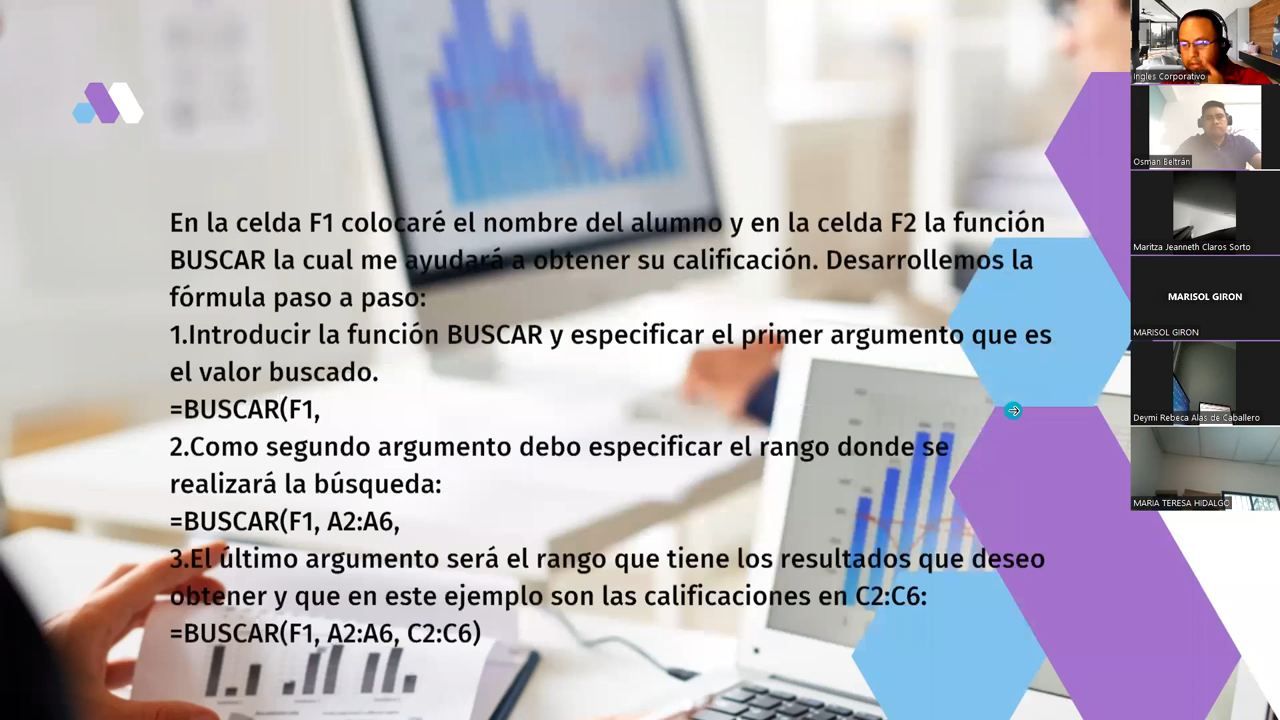 En la celda F1 colocaré el nombre del alumno y en la celda F2 la función
BUSCAR la cual me ayudará a obtener su calificación. Desarrollemos la
fórmula paso a paso:
1.Introducir la función BUSCAR y especificar el primer argumento que es
el valor buscado.
=BUSCAR(F1,
2.Como segundo argumento debo especificar el rango donde se
realizará la búsqueda:
=BUSCAR(F1, A2:A6,
3.El último argumento será el rango que tiene los resultados que deseo
obtener y que en este ejemplo son las calificaciones en C2:C6:
=BUSCAR(F1, A2:A6, C2:C6)
Ingles Corporativo
Osman Beltrán
Maritza Jeanneth Claros Sorto
MARISOL GIRON
MARISOL GIRON
Deymi Rebeca Alas de Caballero
MARIA TERESA HIDALGO